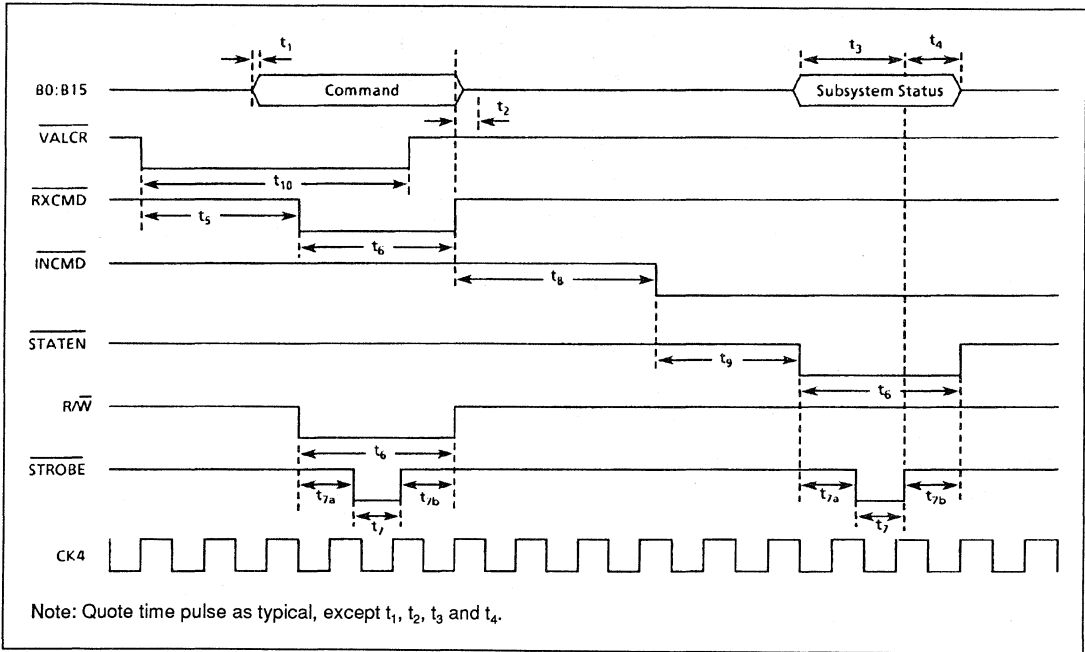 t₁
t₃ t₄
B0:B15 Command Subsystem Status
t₂
VALCR
t₁₀
RXCMD
t₅
t₆
INCMD
t₈
STATEN
t₉
t₆
R/W
t₆
STROBE
t₇ₐ t₇b t₇ₐ t₇b
t₇ t₇
CK4
Note: Quote time pulse as typical, except t₁, t₂, t₃ and t₄.